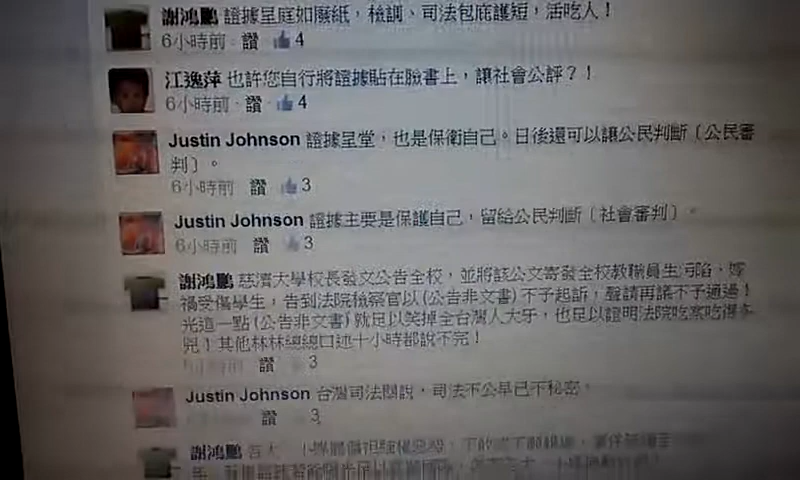 謝鴻鵬 證據呈庭如廢紙，檢調、司法包庇護短，活吃人！
6小時前 · 讚 · 4
江逸萍 也許您自行將證據貼在臉書上，讓社會公評？！
6小時前 · 讚 · 4
Justin Johnson 證據呈堂，也是保衛自己。日後還可以讓公民判斷〔公民審
判〕。
6小時前 讚 3
Justin Johnson 證據主要是保護自己，留給公民判斷〔社會審判〕。
6小時前 讚 3
謝鴻鵬 慈濟大學校長發文公告全校，並將該公文寄發全校教職員生 陷，嫁
禍受傷學生，告到法院檢察官以(公告非文書)不予起訴，聲請再議不予通過！
光這一點(公告非文書)就足以笑掉全台灣人大牙，也足以證明法院吃案吃得多
兇！其他林林總總口述十小時都說不完！
讚 3
Justin Johnson 台灣司法關說，司法不公早已不秘密。
讚 3
謝鴻鵬